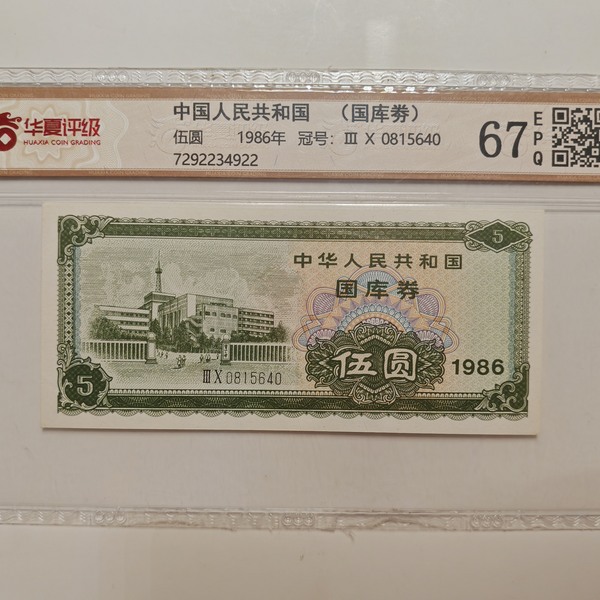 华夏评级
HUAXIA COIN GRADING
中国人民共和国 （国库券）
伍圆 1986年 冠号: Ⅲ X 0815640
7292234922
67 EPQ
5
中华人民共和国
国库券
伍圆
1986
ⅢX0815640
5